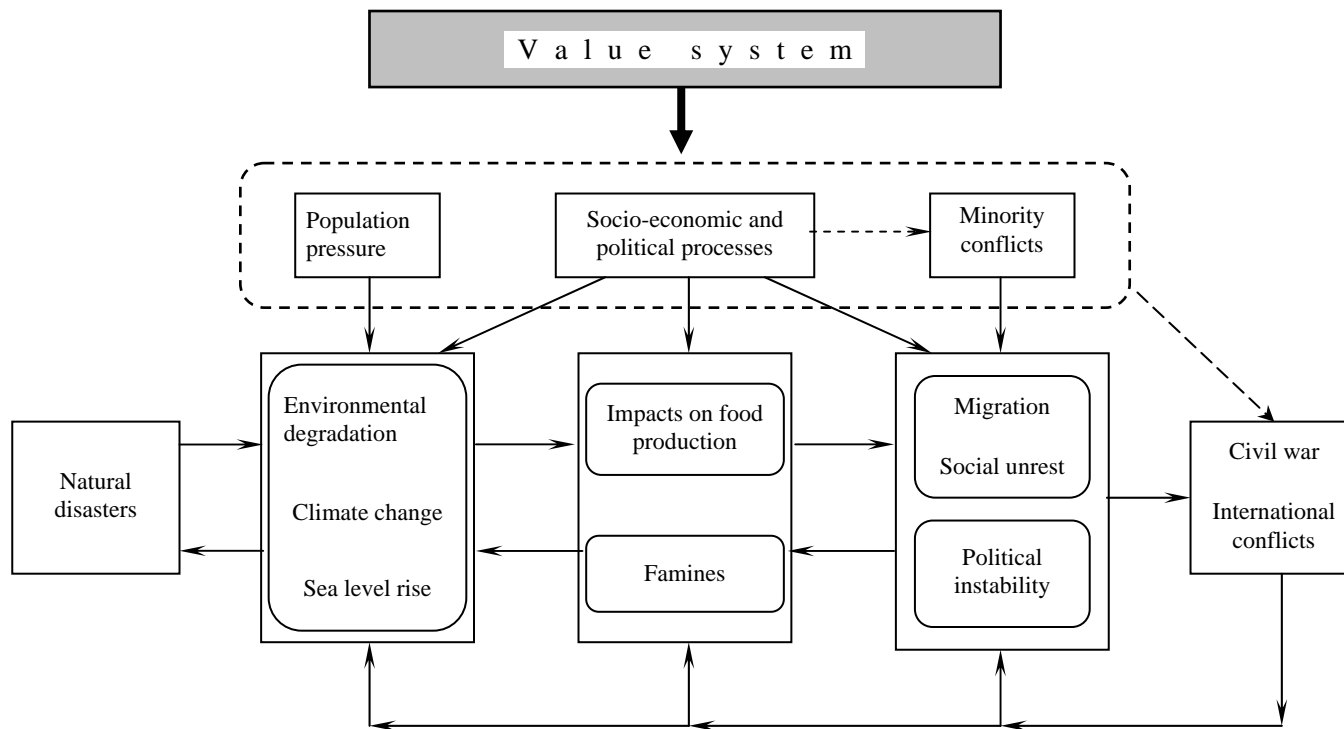 Value system
Population
pressure
Socio-economic and
political processes
Minority
conflicts
Natural
disasters
Environmental
degradation
Climate change
Sea level rise
Impacts on food
production
Famines
Migration
Social unrest
Political
instability
Civil war
International
conflicts